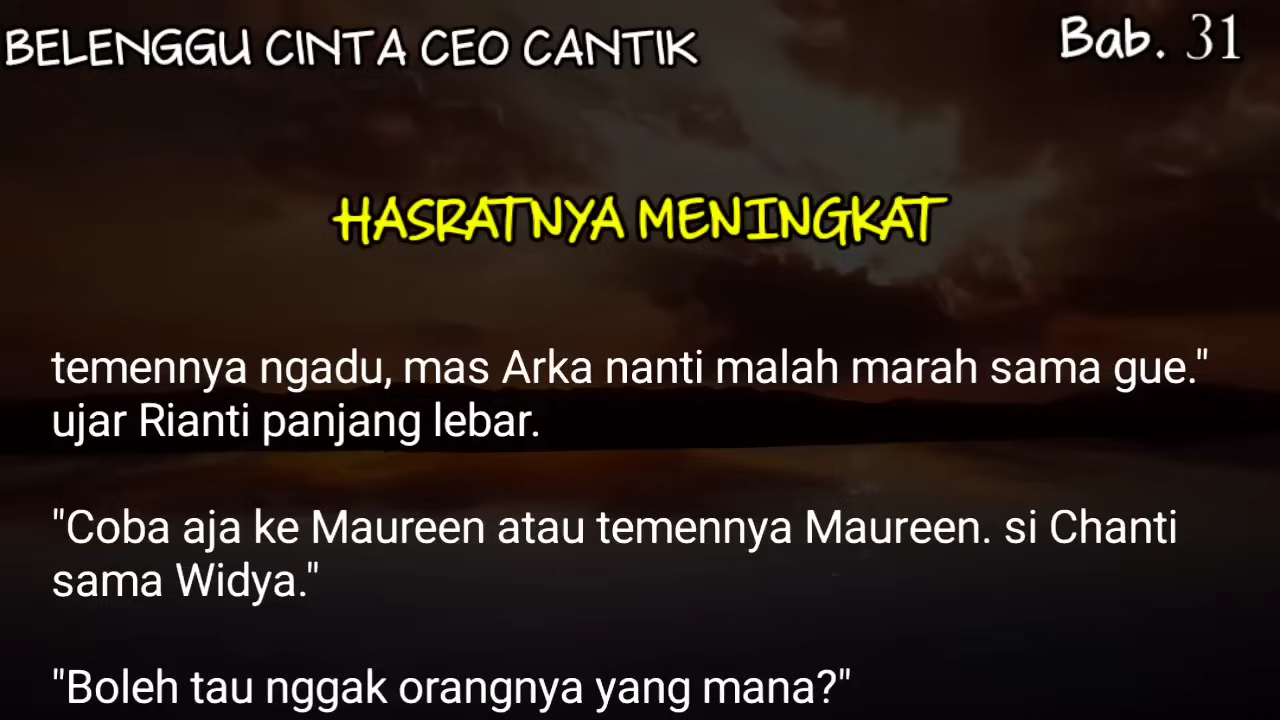 BELENGGU CINTA CEO CANTIK
Bab. 31
HASRATNYA MENINGKAT
temennya ngadu, mas Arka nanti malah marah sama gue."
ujar Rianti panjang lebar.
"Coba aja ke Maureen atau temennya Maureen. si Chanti
sama Widya."
"Boleh tau nggak orangnya yang mana?"